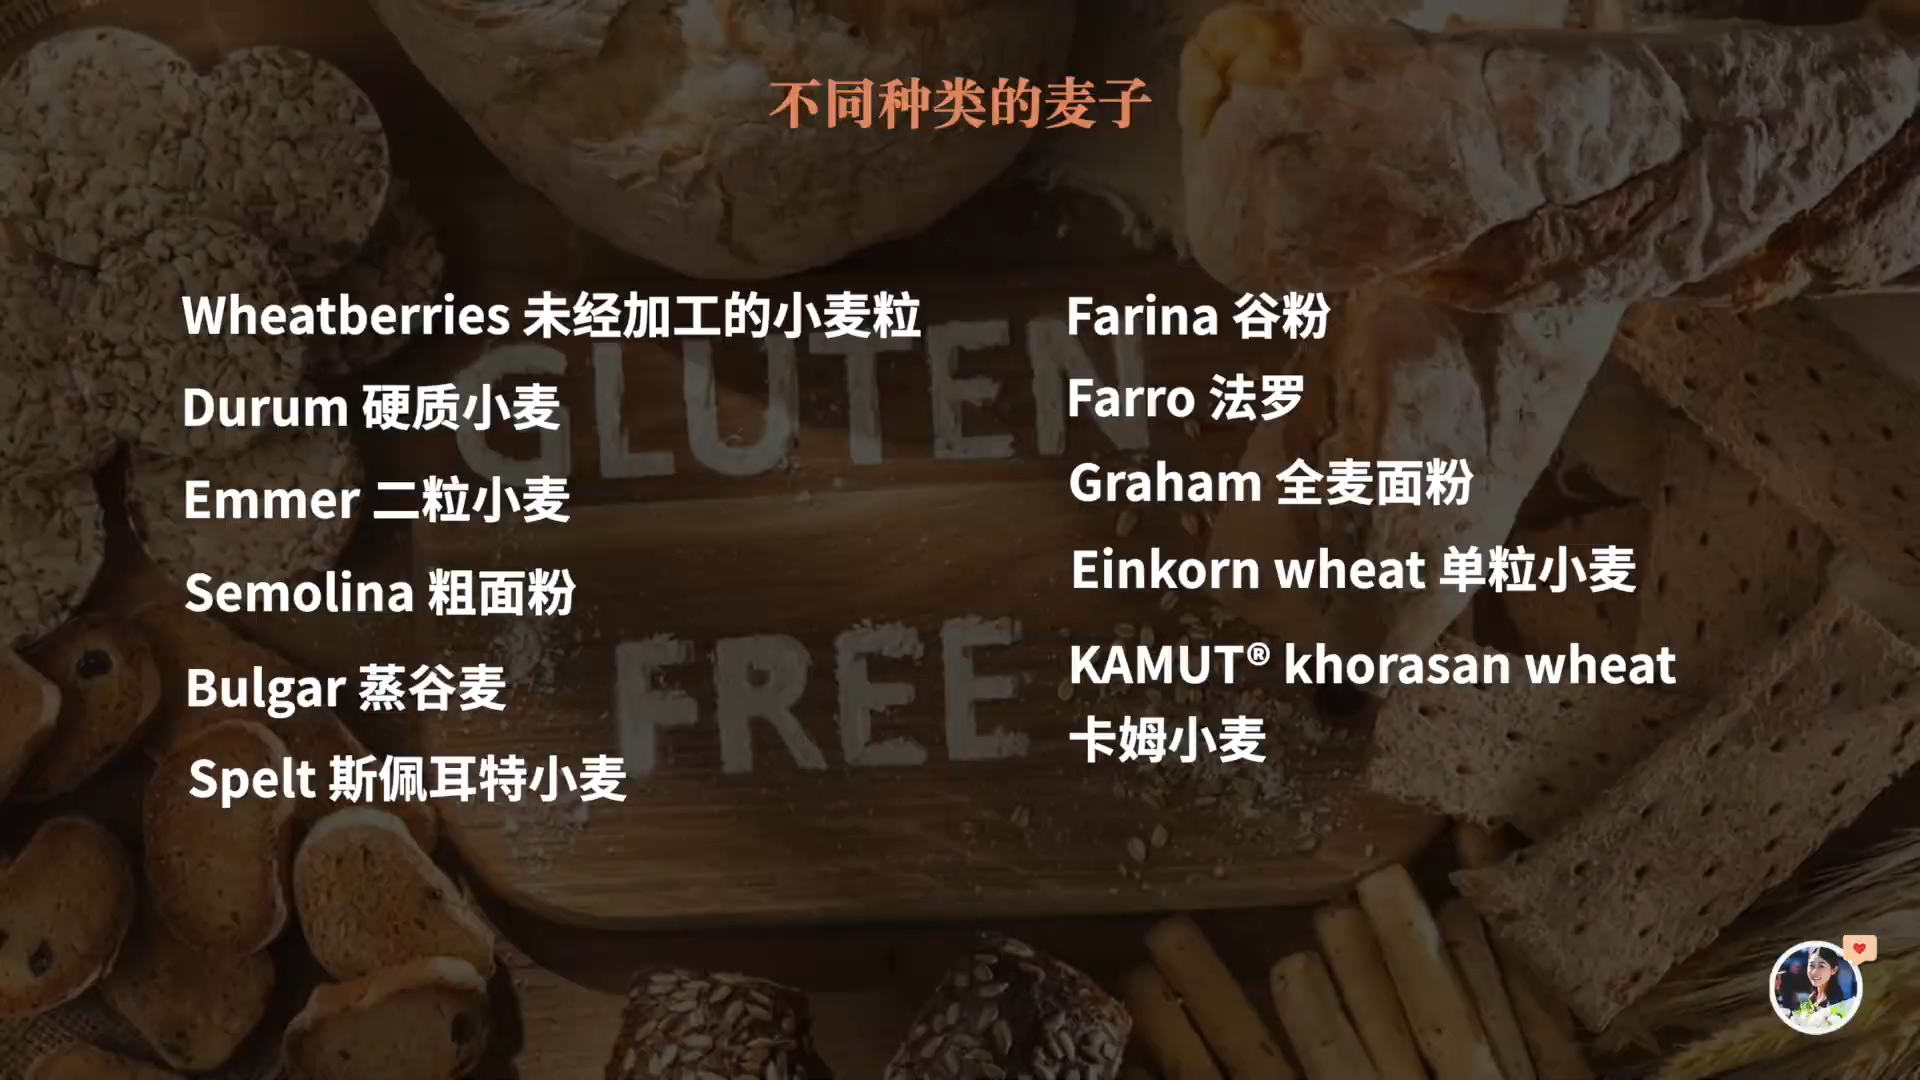 不同种类的麦子
Wheatberries 未经加工的小麦粒
Durum 硬质小麦
Emmer 二粒小麦
Semolina 粗面粉
Bulgar 蒸谷麦
Spelt 斯佩耳特小麦
Farina 谷粉
Farro 法罗
Graham 全麦面粉
Einkorn wheat 单粒小麦
KAMUT® khorasan wheat
卡姆小麦
GLUTEN
FREE